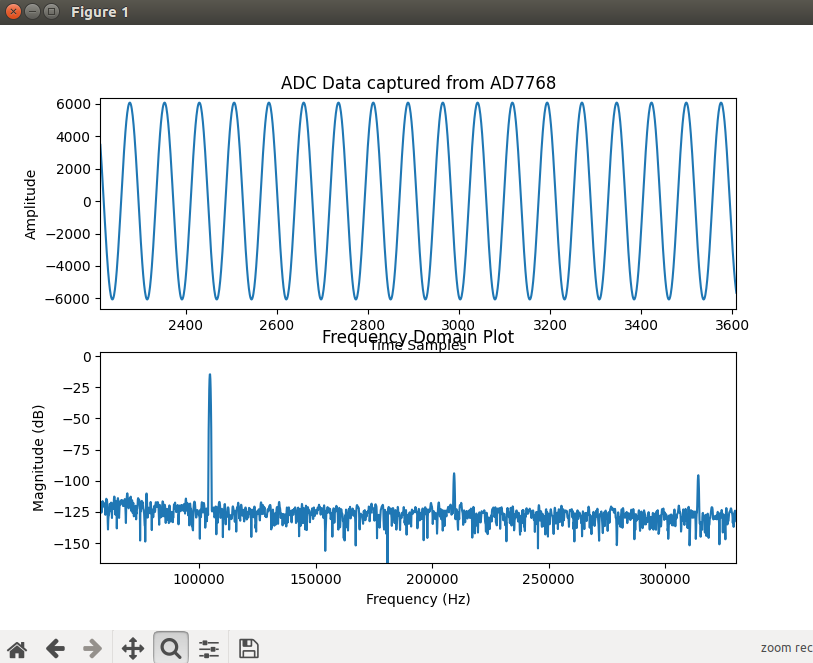 Figure 1
ADC Data captured from AD7768
6000
4000
2000
0
−2000
−4000
−6000
Amplitude
2400 2600 2800 3000 3200 3400 3600
Time Samples
Frequency Domain Plot
0
−25
−50
−75
−100
−125
−150
Magnitude (dB)
100000 150000 200000 250000 300000
Frequency (Hz)
zoom rec